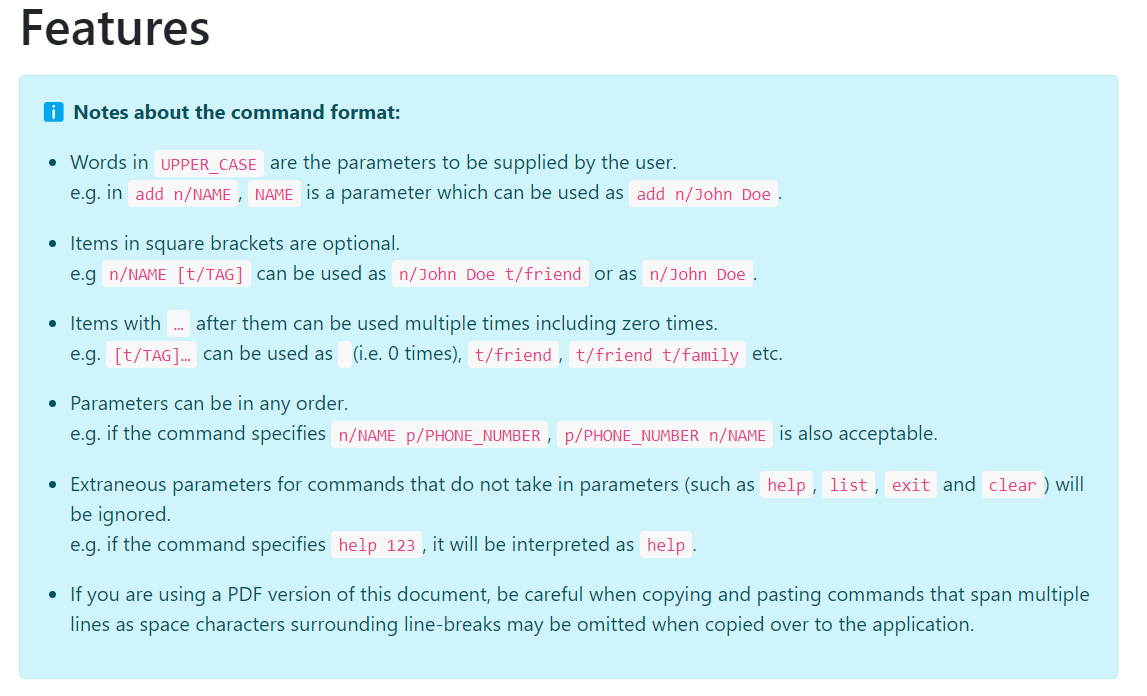 Features
Notes about the command format:
Words in UPPER_CASE are the parameters to be supplied by the user.
e.g. in add n/NAME, NAME is a parameter which can be used as add n/John Doe.
Items in square brackets are optional.
e.g n/NAME [t/TAG] can be used as n/John Doe t/friend or as n/John Doe.
Items with … after them can be used multiple times including zero times.
e.g. [t/TAG]… can be used as   (i.e. 0 times), t/friend, t/friend t/family etc.
Parameters can be in any order.
e.g. if the command specifies n/NAME p/PHONE_NUMBER, p/PHONE_NUMBER n/NAME is also acceptable.
Extraneous parameters for commands that do not take in parameters (such as help, list, exit and clear) will
be ignored.
e.g. if the command specifies help 123, it will be interpreted as help.
If you are using a PDF version of this document, be careful when copying and pasting commands that span multiple
lines as space characters surrounding line-breaks may be omitted when copied over to the application.